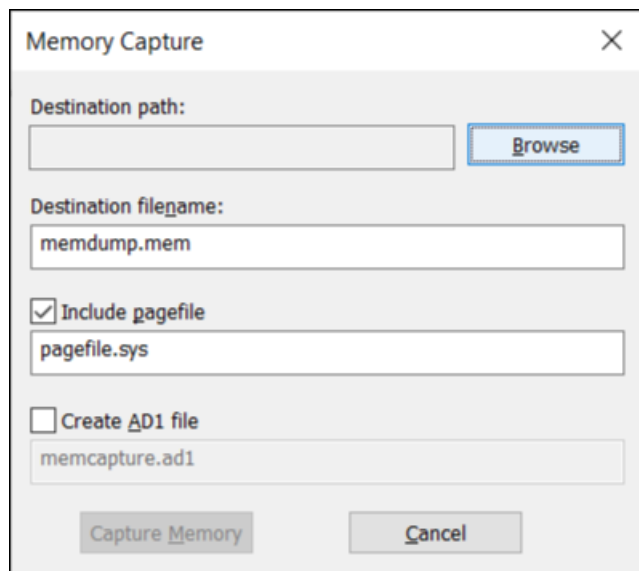 Memory Capture
Destination path:
Browse
Destination filename:
memdump.mem
Include pagefile
pagefile.sys
Create AD1 file
memcapture.ad1
Capture Memory
Cancel